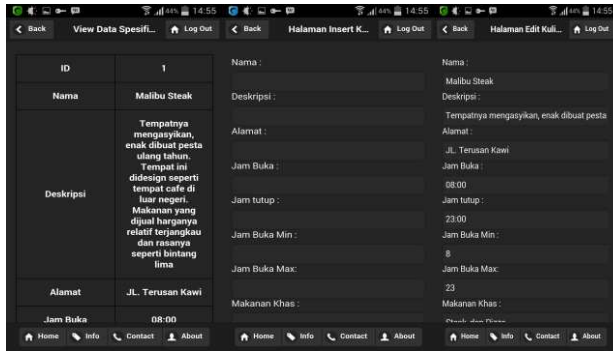 44% 14:55
Back View Data Spesifi... Log Out
ID 1
Nama Malibu Steak
Deskripsi
Tempatnya
mengasyikan,
enak dibuat pesta
ulang tahun.
Tempat ini
didesign seperti
tempat cafe di
luar negeri.
Makanan yang
dijual harganya
relatif terjangkau
dan rasanya
seperti bintang
lima
Alamat JL. Terusan Kawi
Jam Buka 08:00
Home Info Contact About
44% 14:55
Back Halaman Insert K... Log Out
Nama :
Deskripsi :
Alamat :
Jam Buka :
Jam tutup :
Jam Buka Min :
Jam Buka Max:
Makanan Khas :
Home Info Contact About
44% 14:55
Back Halaman Edit Kuli... Log Out
Nama :
Malibu Steak
Deskripsi :
Tempatnya mengasyikan, enak dibuat pesta
Alamat :
JL. Terusan Kawi
Jam Buka :
08:00
Jam tutup :
23:00
Jam Buka Min :
8
Jam Buka Max:
23
Makanan Khas :
Steak dan Pizza
Home Info Contact About